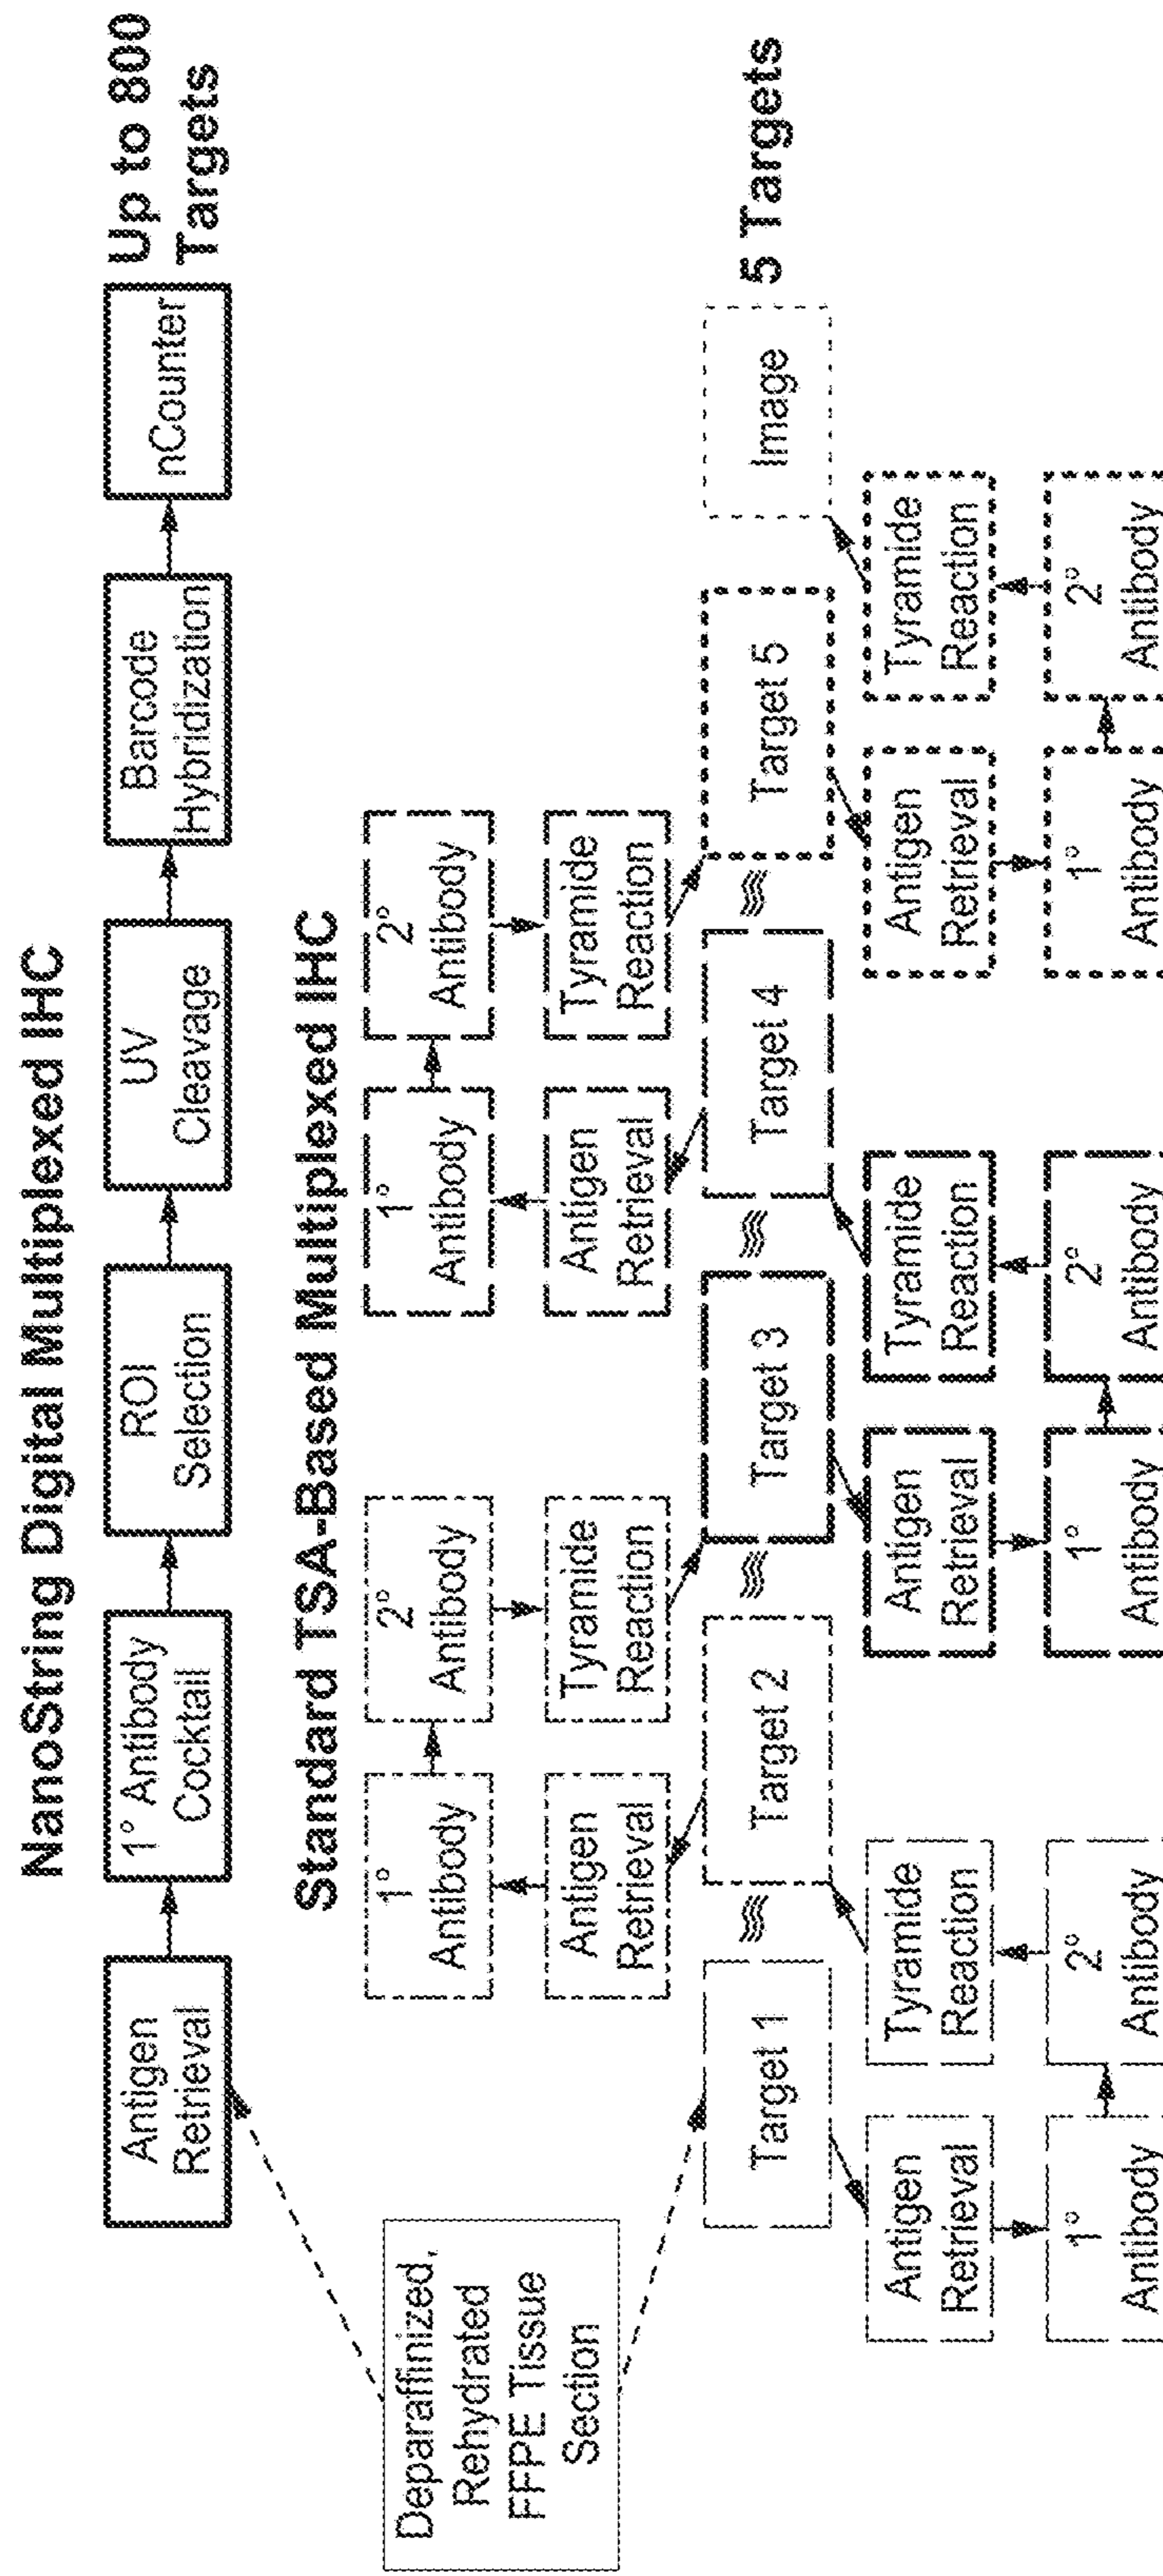 NanoString Digital Multiplexed IHC
Antigen
Retrieval
1° Antibody
Cocktail
ROI
Selection
UV
Cleavage
Barcode
Hybridization
nCounter
Up to 800
Targets
Standard TSA-Based Multiplexed IHC
Deparaffinized,
Rehydrated
FFPE Tissue
Section
1°
Antibody
2°
Antibody
1°
Antibody
2°
Antibody
Antigen
Retrieval
Tyramide
Reaction
Antigen
Retrieval
Tyramide
Reaction
Target 1
Target 2
Target 3
Target 4
Target 5
Image
5 Targets
Antigen
Retrieval
Tyramide
Reaction
Antigen
Retrieval
Tyramide
Reaction
Antigen
Retrieval
Tyramide
Reaction
1°
Antibody
2°
Antibody
1°
Antibody
2°
Antibody
1°
Antibody
2°
Antibody